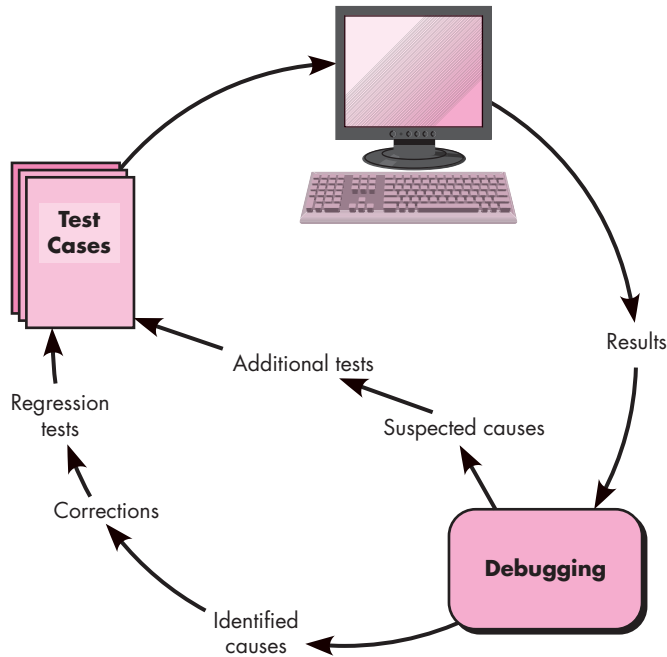 Test
Cases
Results
Additional tests
Regression
tests
Suspected causes
Corrections
Debugging
Identified
causes